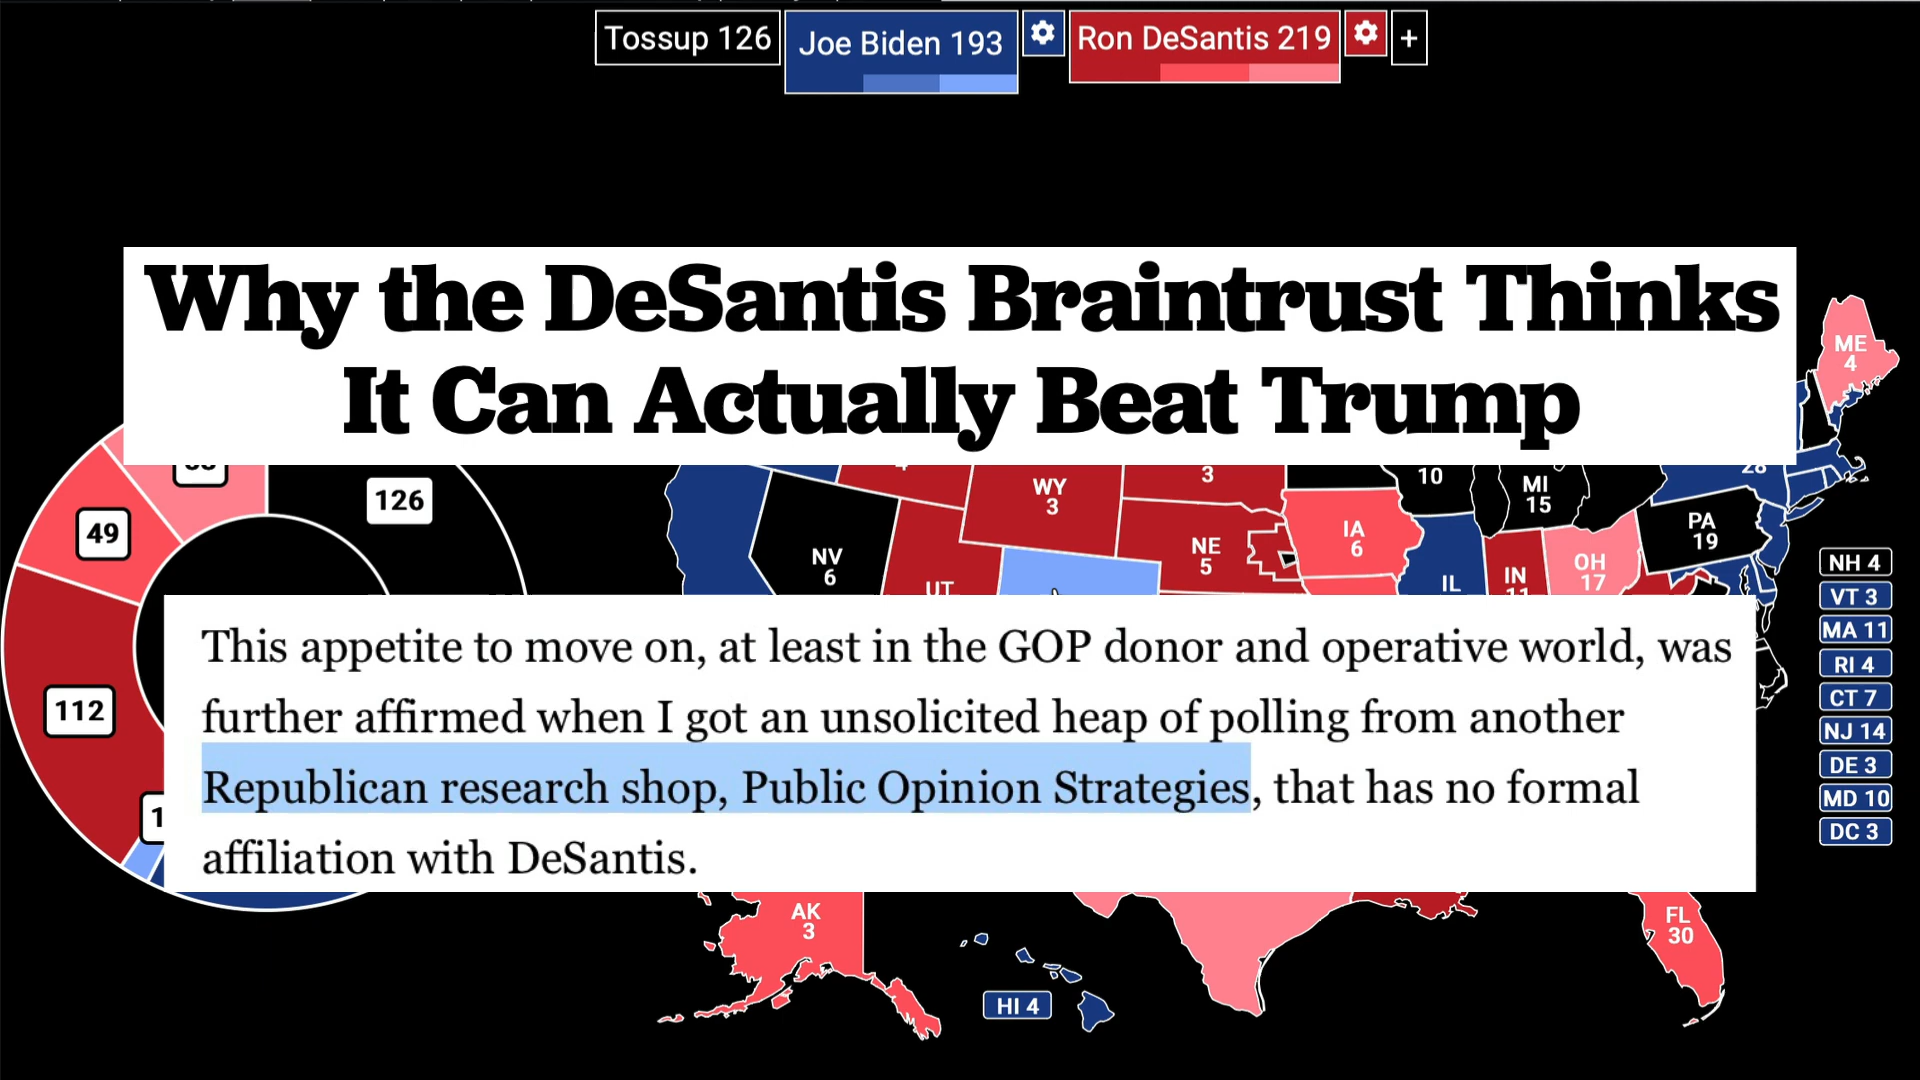 Tossup 126
Joe Biden 193
Ron DeSantis 219
+
Why the DeSantis Braintrust Thinks
It Can Actually Beat Trump
126
49
112
ME
4
WY
3
3
10
MI
15
28
IA
6
PA
19
NV
6
NE
5
UT
IL
IN
11
OH
17
NH 4
VT 3
MA 11
RI 4
CT 7
NJ 14
DE 3
MD 10
DC 3
This appetite to move on, at least in the GOP donor and operative world, was
further affirmed when I got an unsolicited heap of polling from another
Republican research shop, Public Opinion Strategies, that has no formal
affiliation with DeSantis.
AK
3
HI 4
FL
30